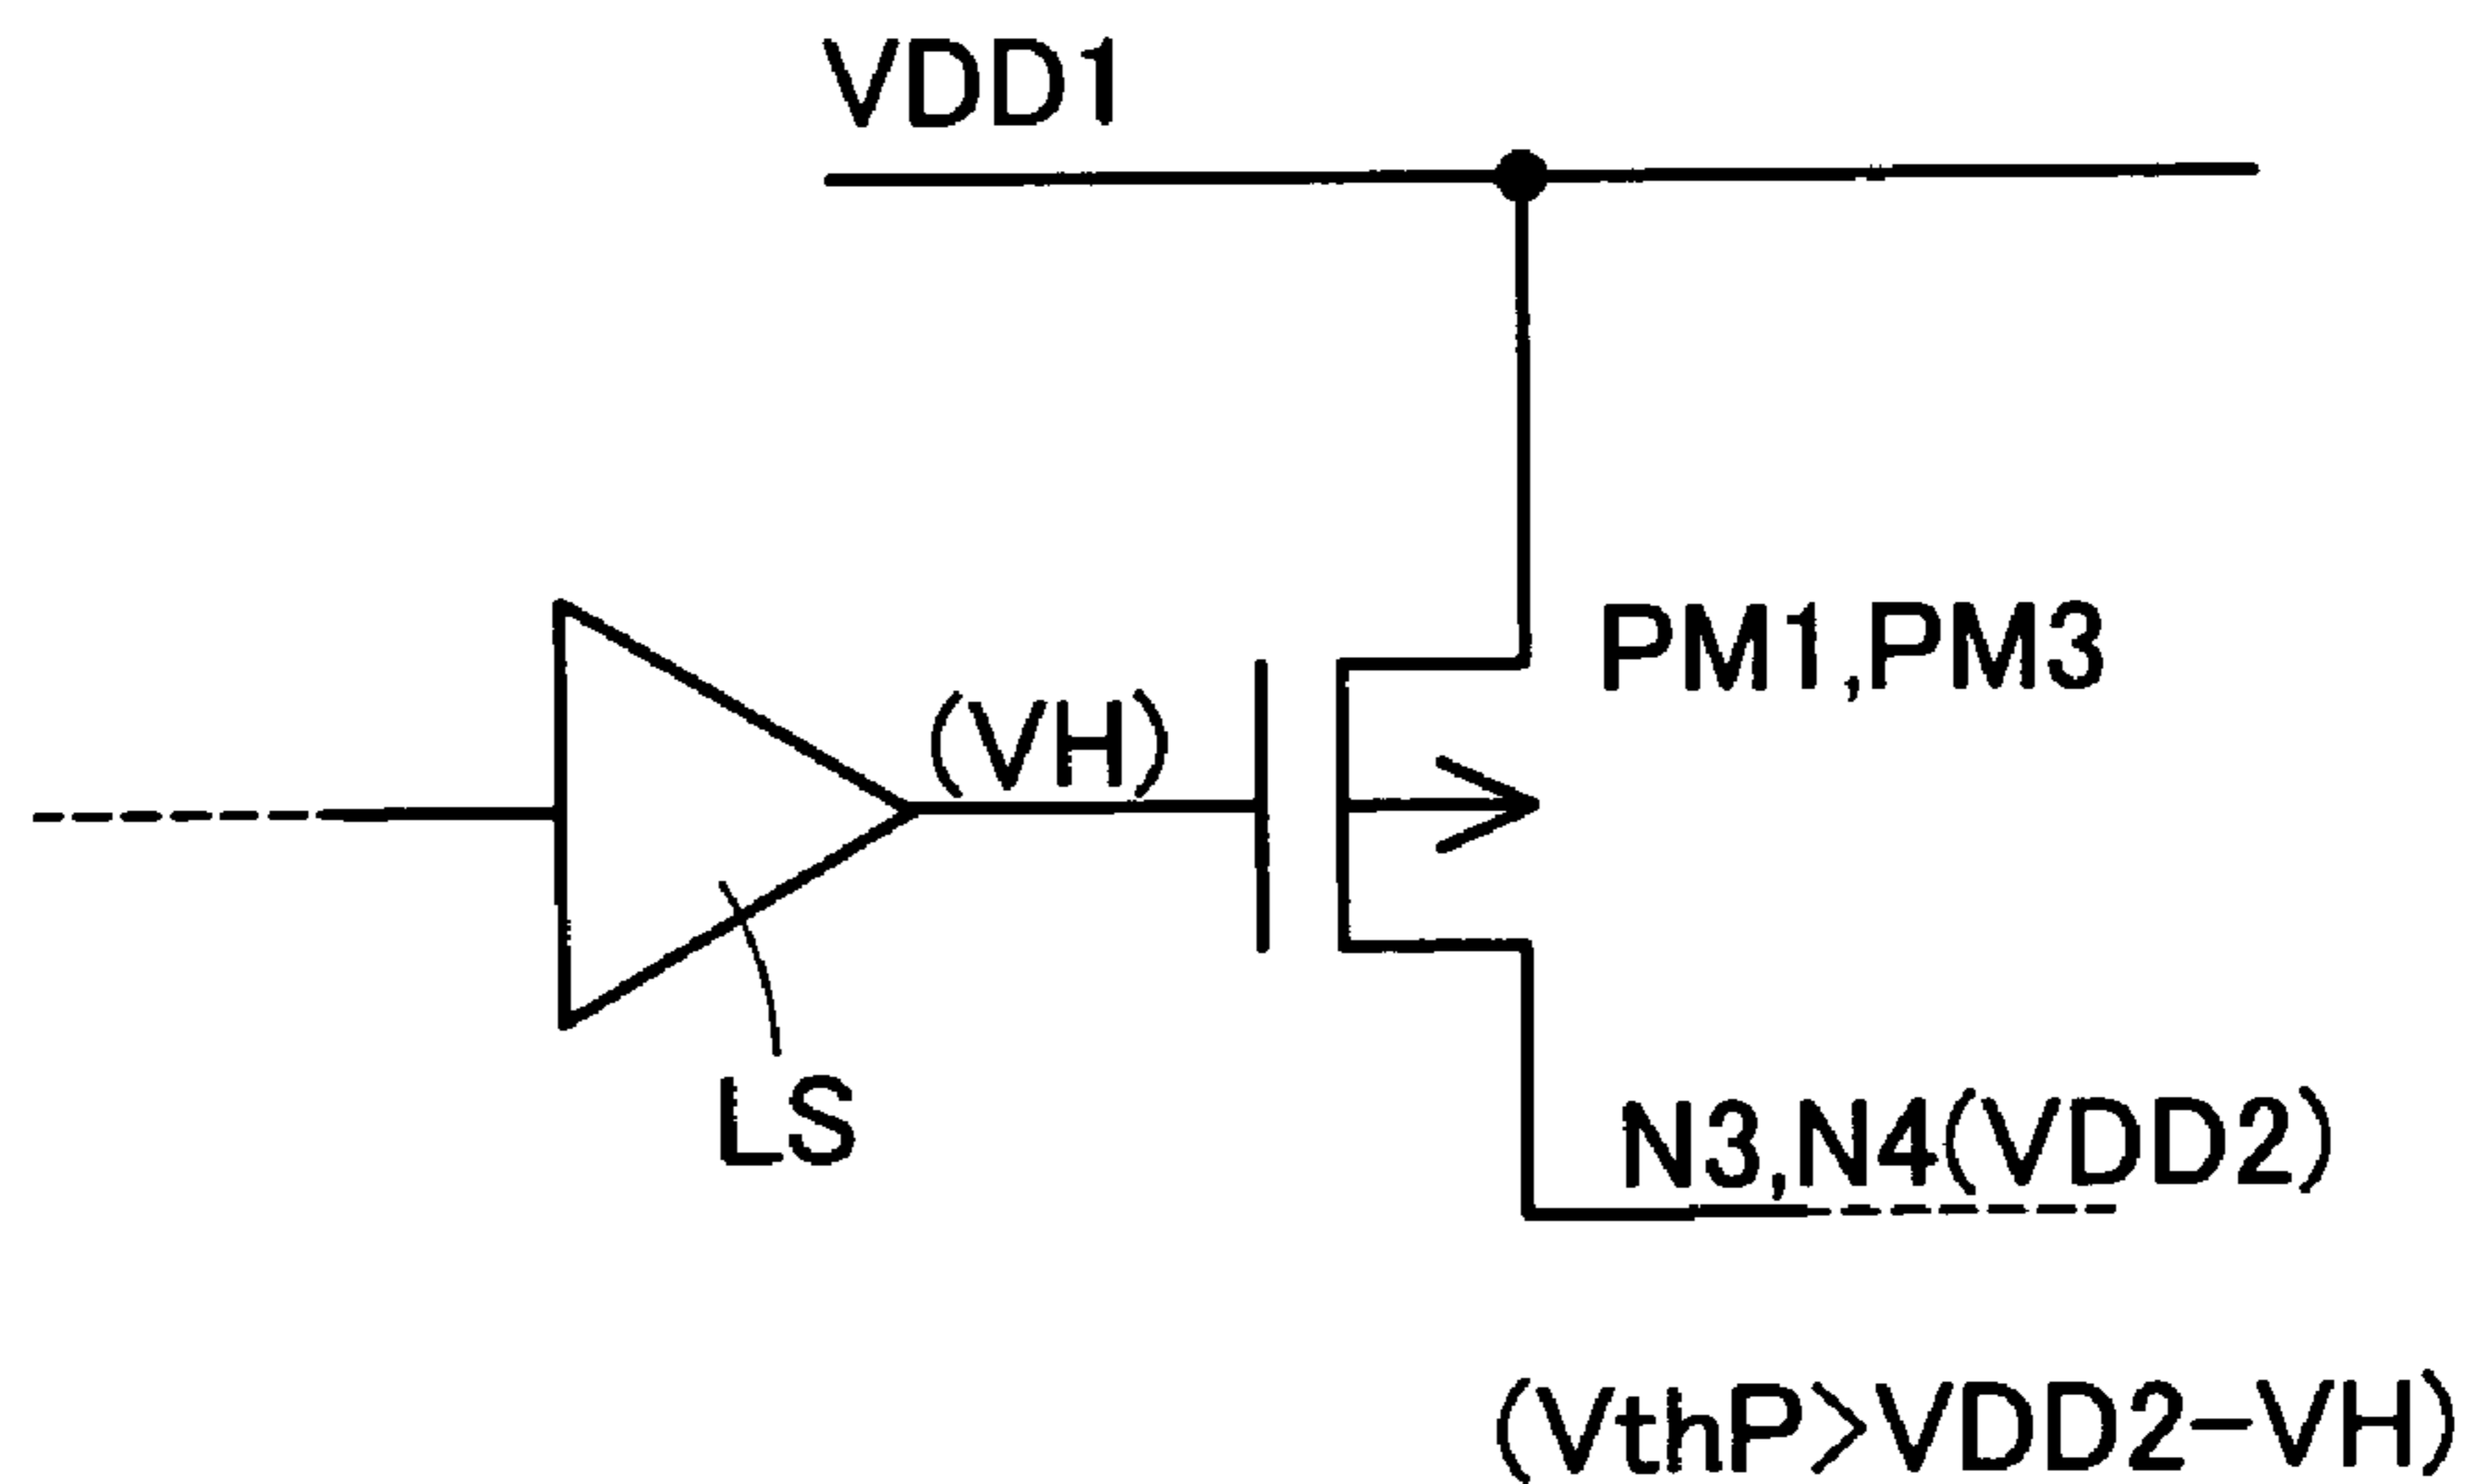 VDD1
PM1,PM3
(VH)
LS
N3,N4(VDD2)
(VthP>VDD2-VH)